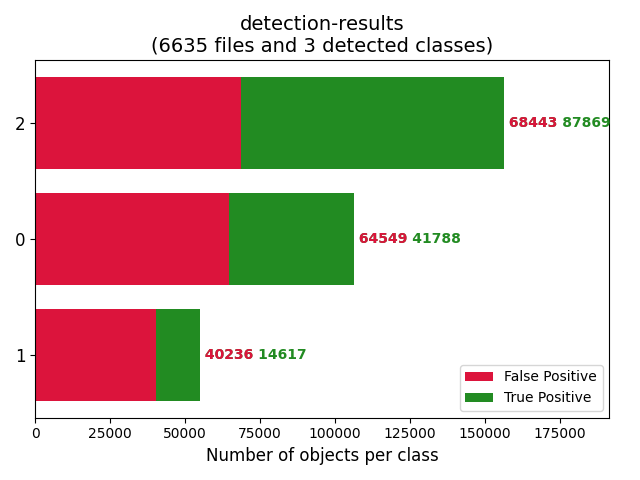 detection-results
(6635 files and 3 detected classes)
2
68443 87869
0
64549 41788
1
40236 14617
False Positive
True Positive
0 25000 50000 75000 100000 125000 150000 175000
Number of objects per class